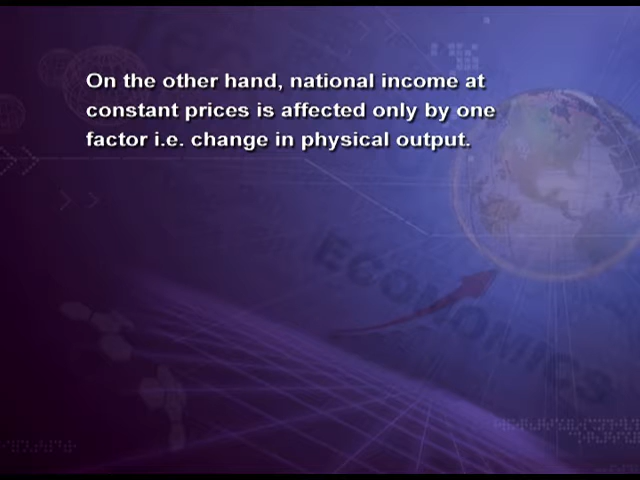 On the other hand, national income at
constant prices is affected only by one
factor i.e. change in physical output.
ECONOMICS